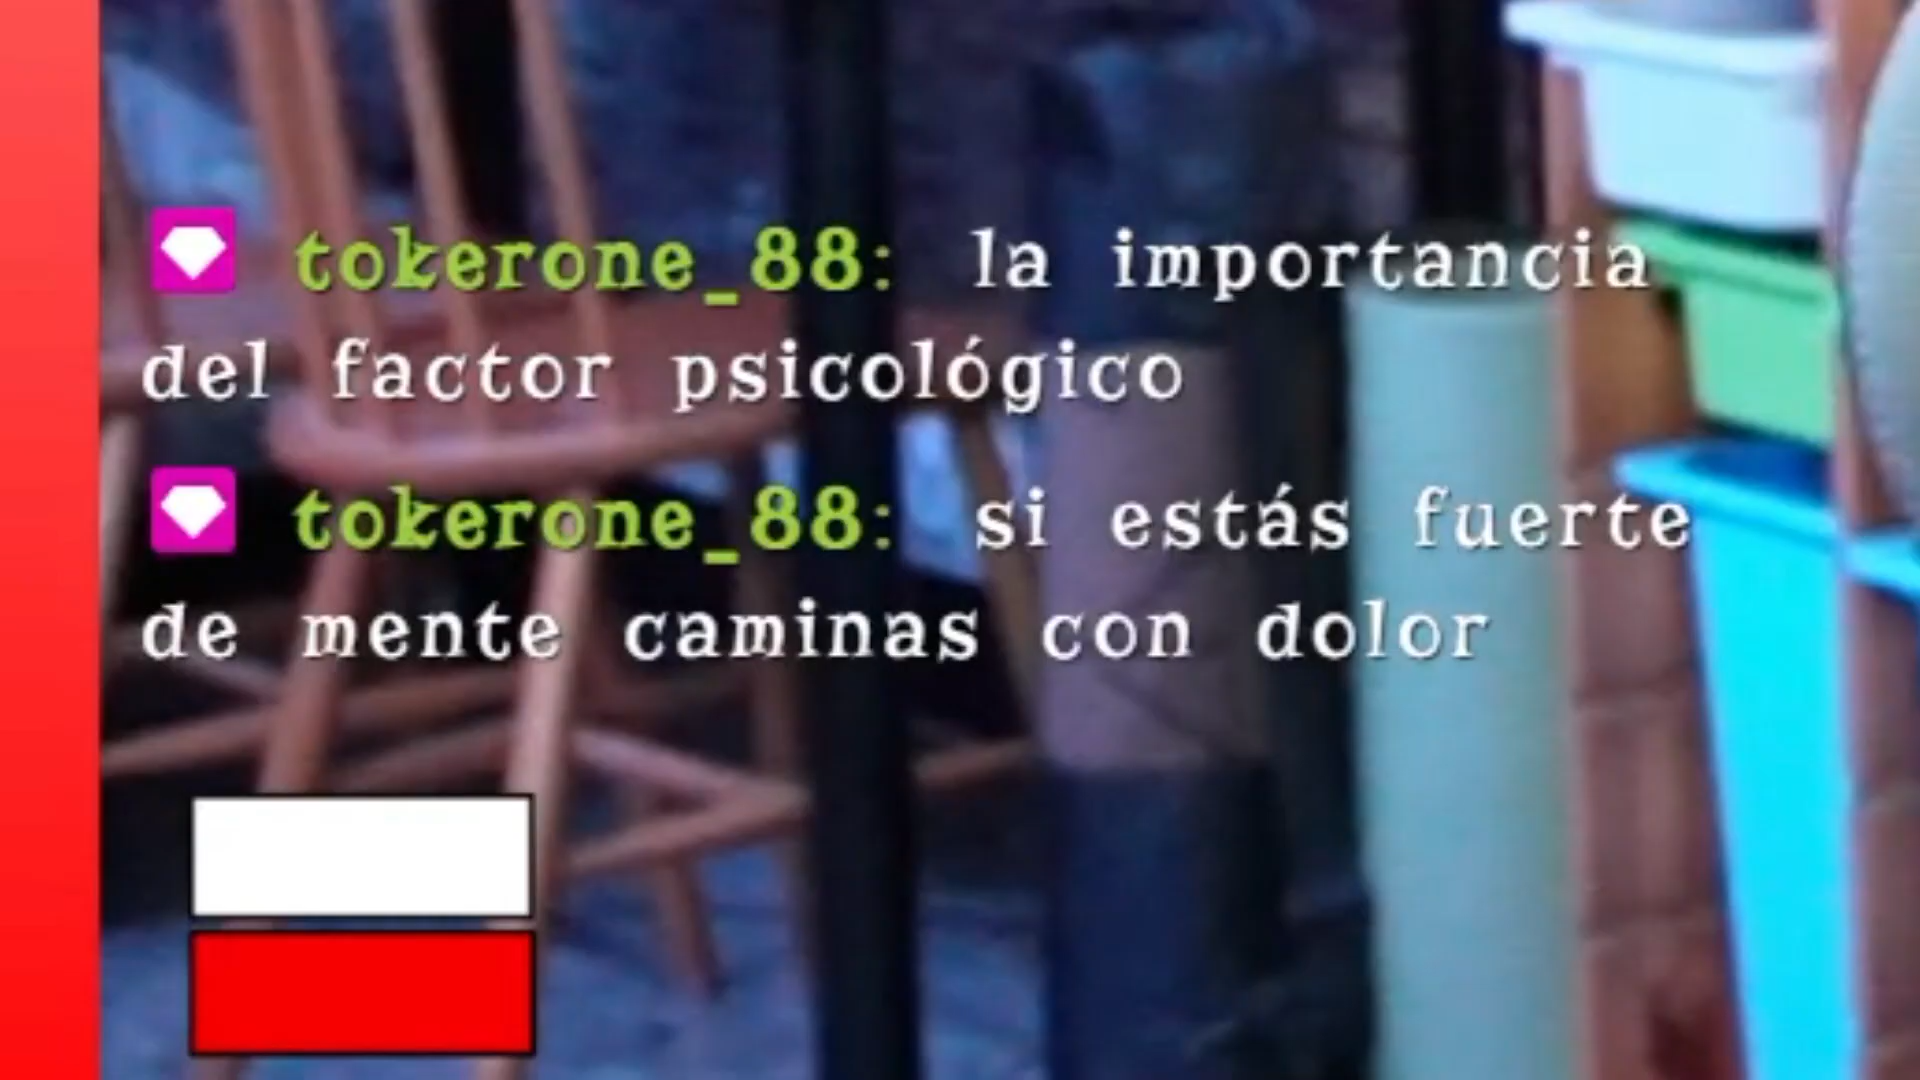 tokerone_88: la importancia
del factor psicológico
tokerone_88: si estás fuerte
de mente caminas con dolor